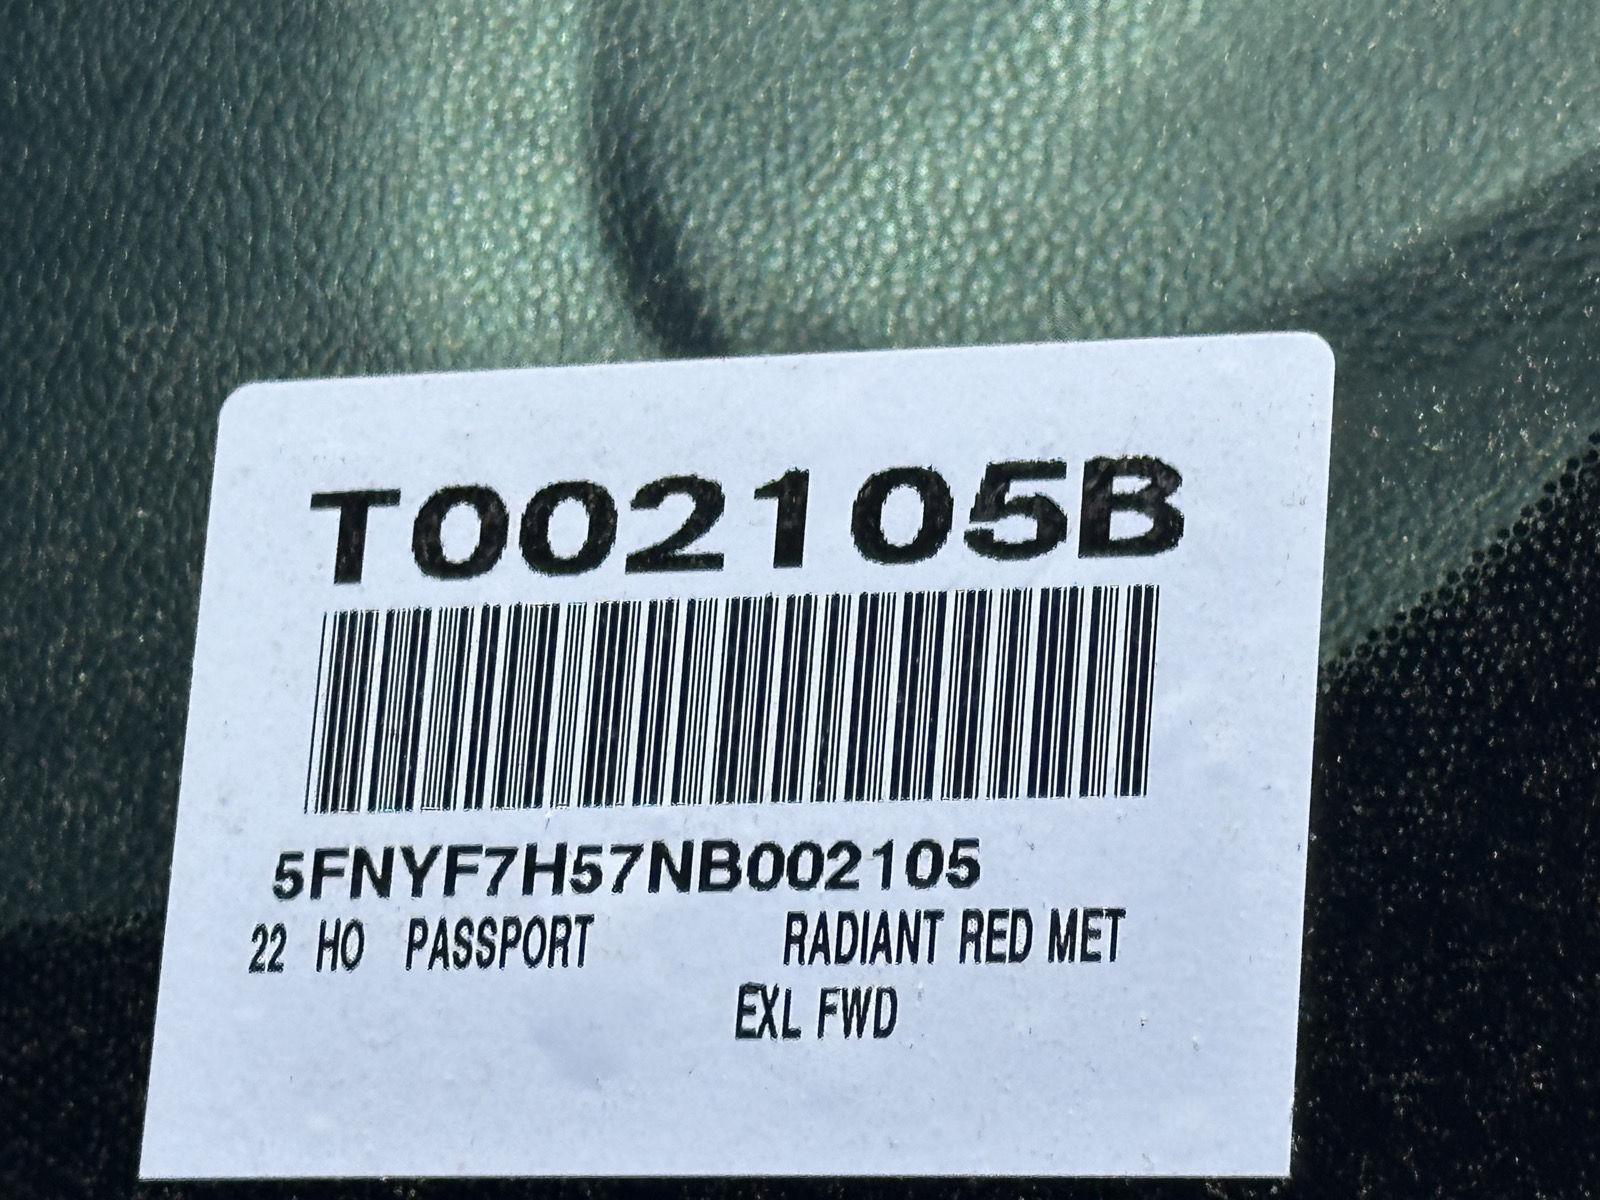 T002105B
5FNYF7H57NB002105
22 HO PASSPORT RADIANT RED MET
EXL FWD